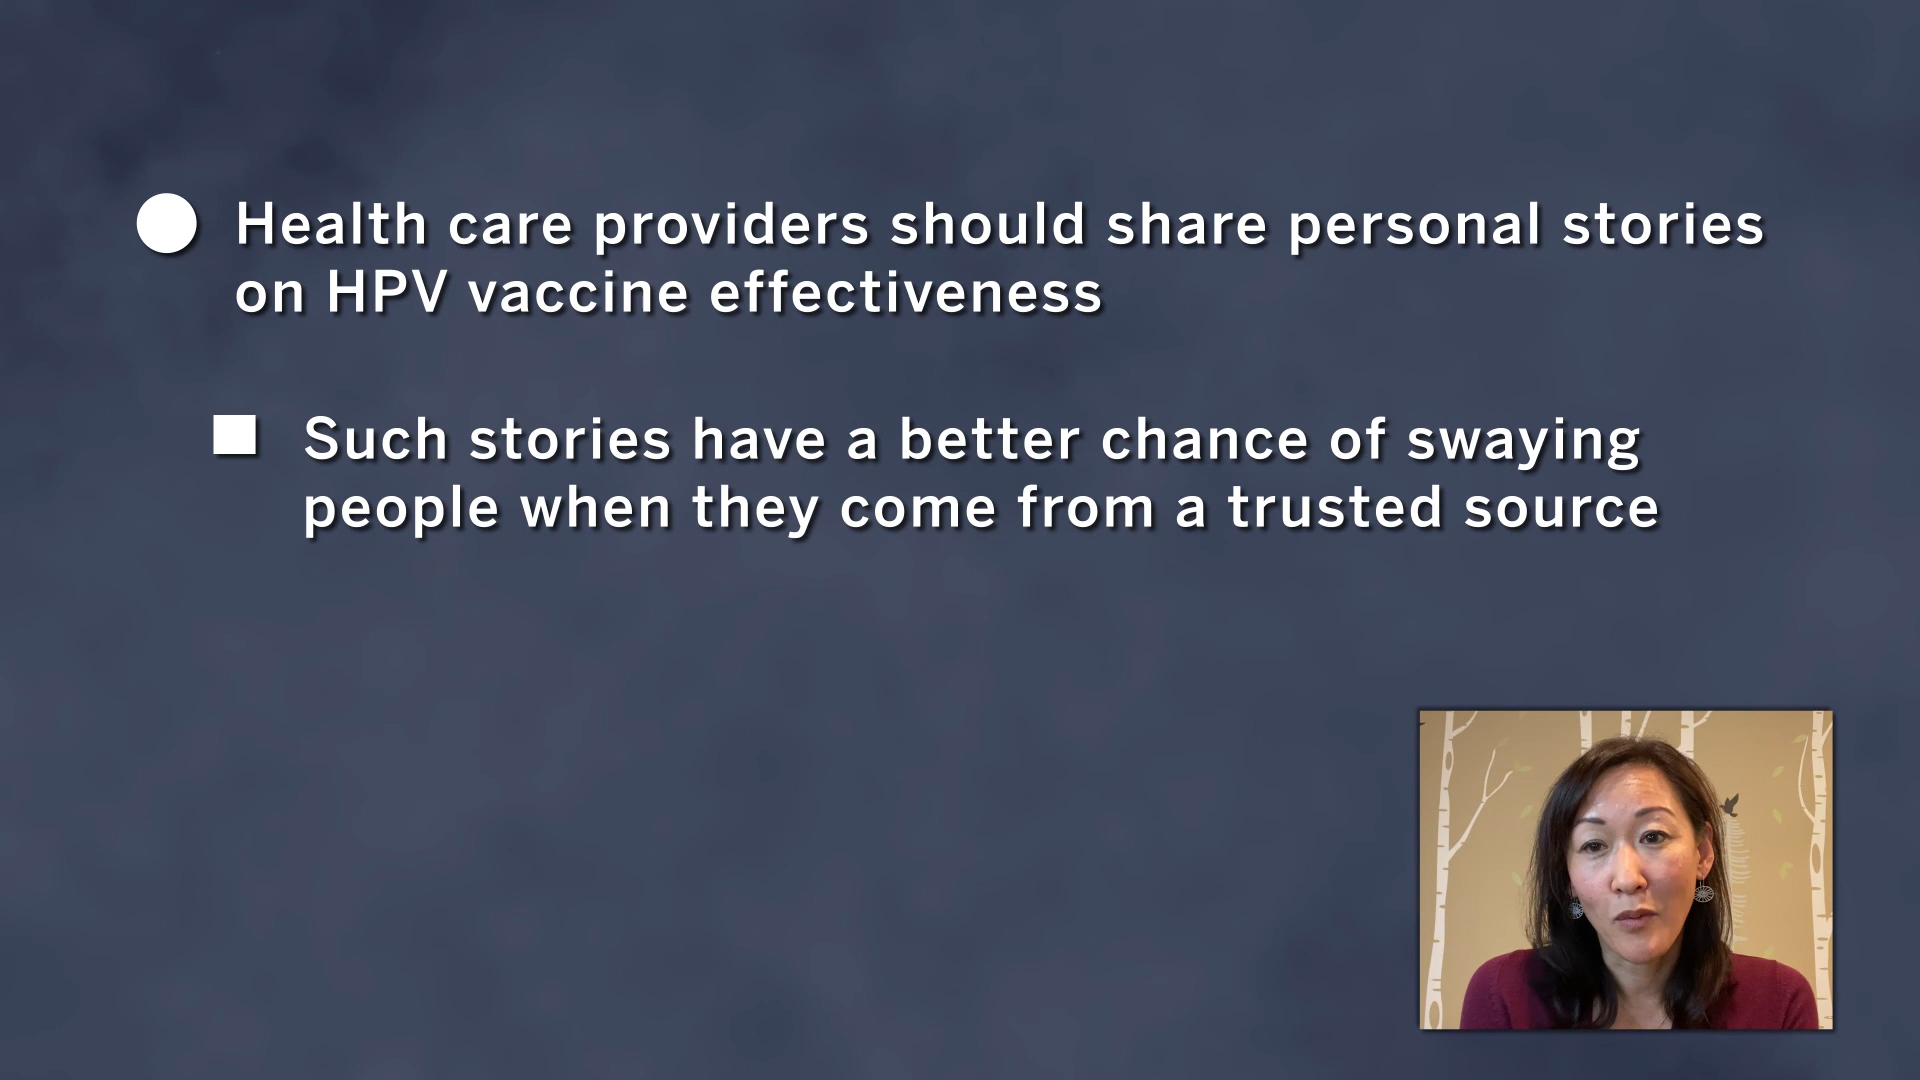 Health care providers should share personal stories
on HPV vaccine effectiveness
Such stories have a better chance of swaying
people when they come from a trusted source